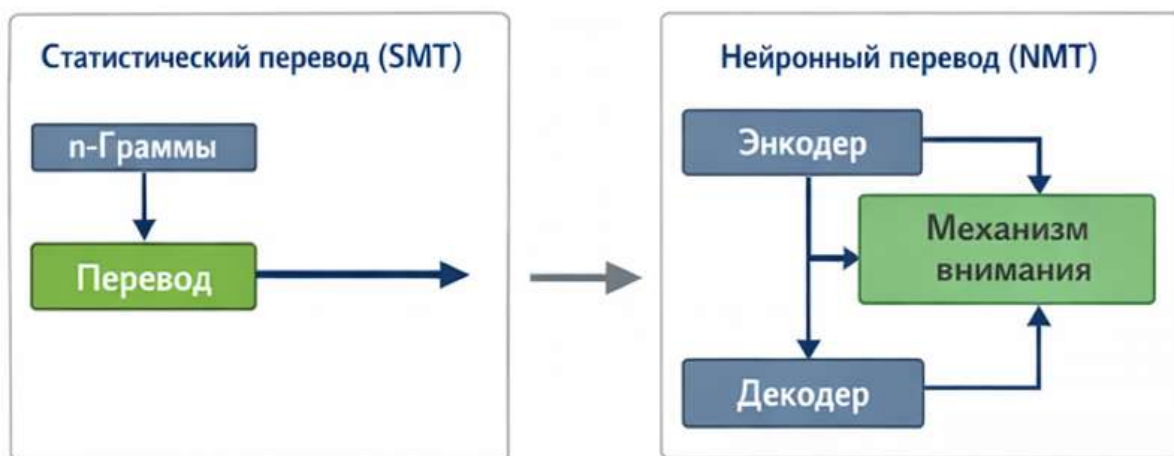 Статистический перевод (SMT)
n-Граммы
Перевод
Нейронный перевод (NMT)
Энкодер
Механизм
внимания
Декодер